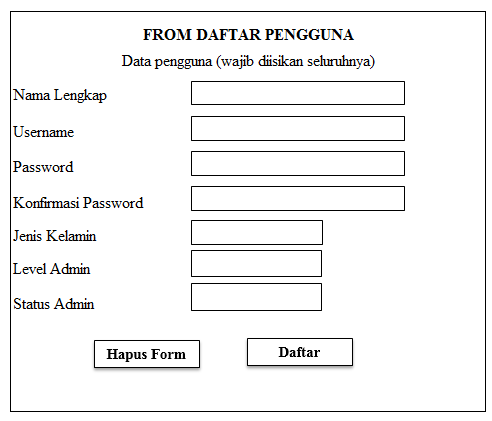 FROM DAFTAR PENGGUNA
Data pengguna (wajib diisikan seluruhnya)
Nama Lengkap
Username
Password
Konfirmasi Password
Jenis Kelamin
Level Admin
Status Admin
Hapus Form Daftar